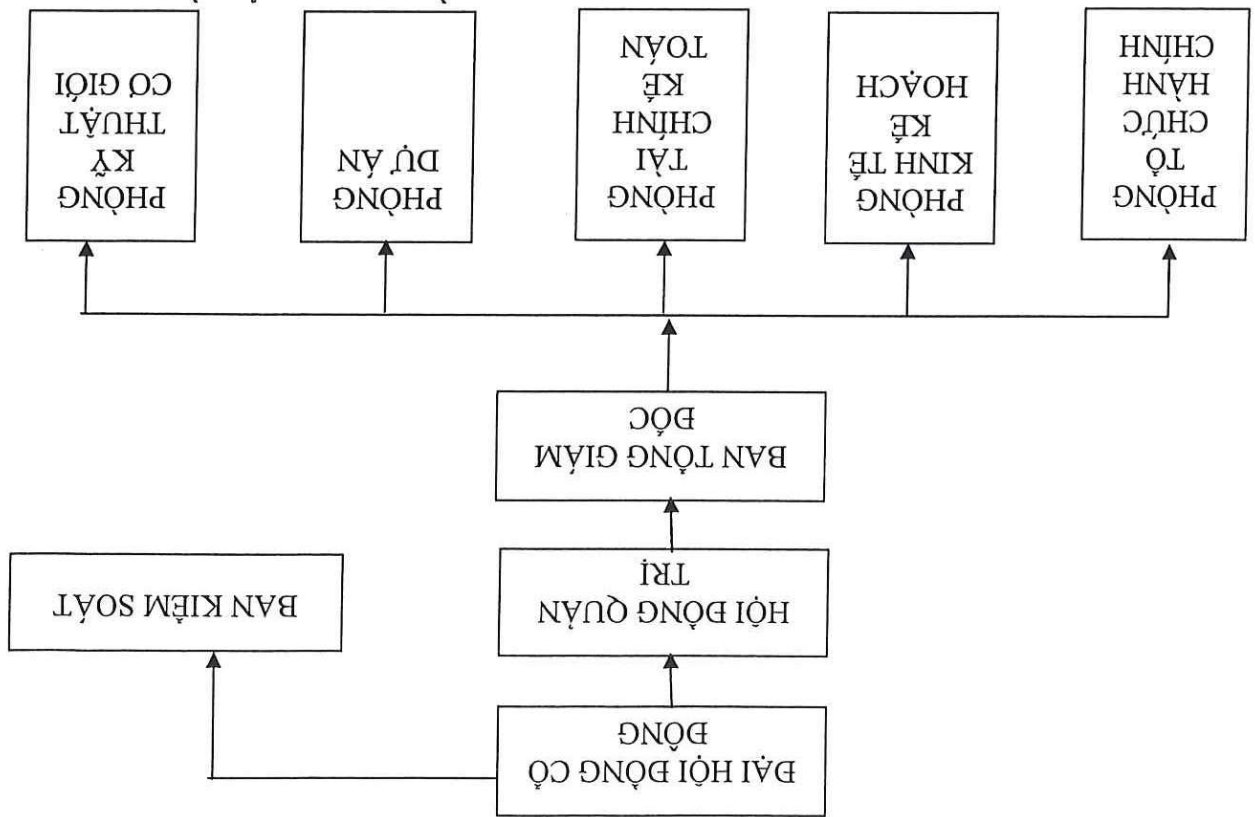 ĐẠI HỘI ĐỒNG CỔ
ĐÔNG
HỘI ĐỒNG QUẢN
TRỊ
BAN KIỂM SOÁT
BAN TỔNG GIÁM
ĐỐC
PHÒNG
TỔ
CHỨC
HÀNH
CHÍNH
PHÒNG
KINH TẾ
KẾ
HOẠCH
PHÒNG
TÀI
CHÍNH
KẾ
TOÁN
PHÒNG
DỰ ÁN
PHÒNG
KỸ
THUẬT
CƠ GIỚI